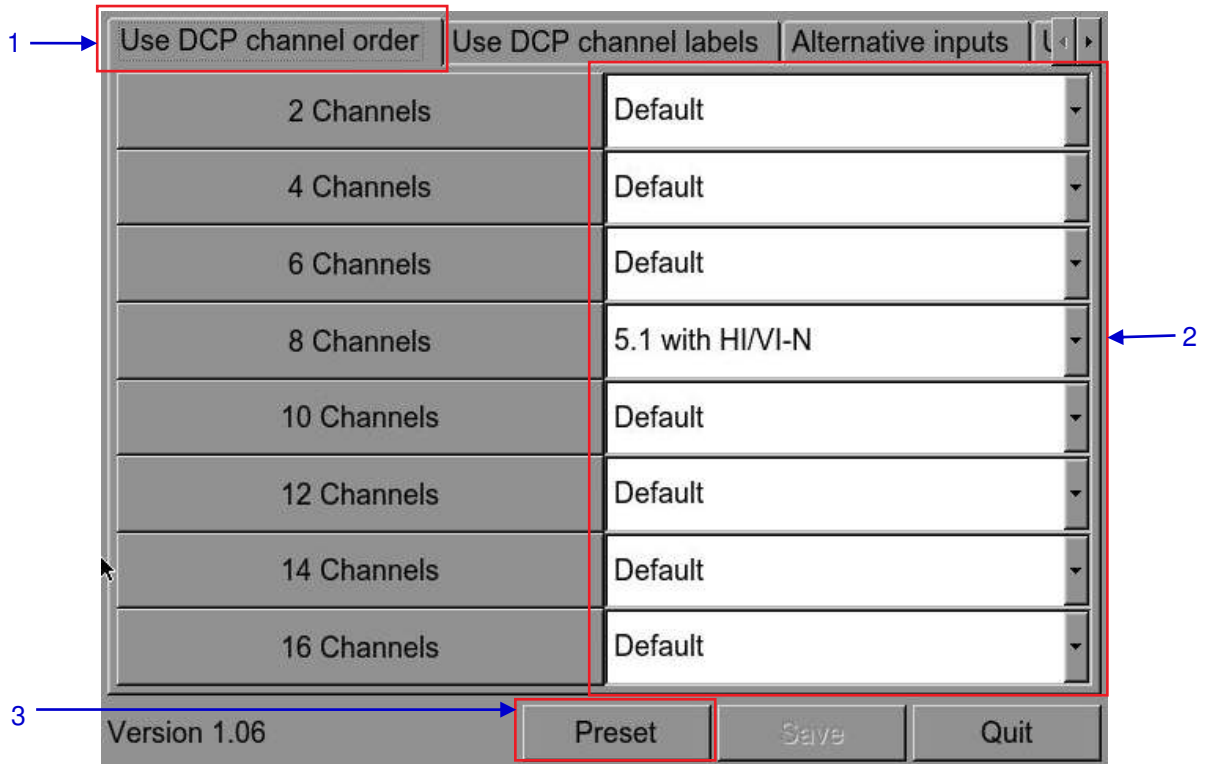 1
Use DCP channel order
Use DCP channel labels
Alternative inputs
2 Channels
Default
4 Channels
Default
6 Channels
Default
8 Channels
5.1 with HI/VI-N
2
10 Channels
Default
12 Channels
Default
14 Channels
Default
16 Channels
Default
3
Version 1.06
Preset
Save
Quit